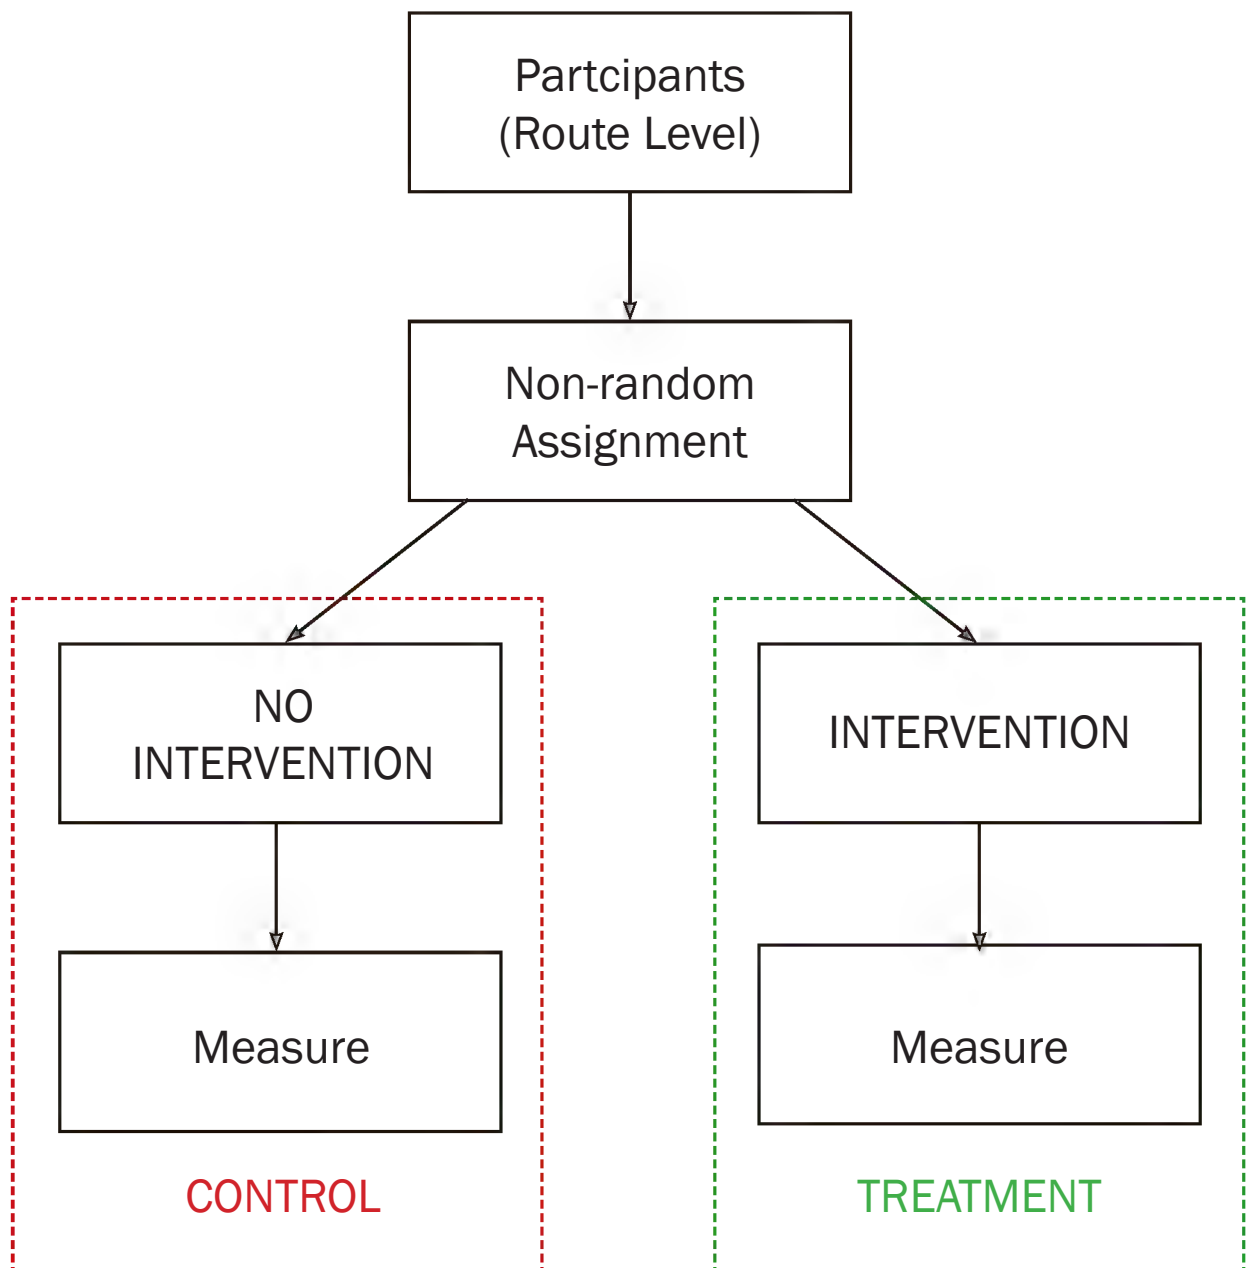 Partcipants
(Route Level)
Non-random
Assignment
NO
INTERVENTION
INTERVENTION
Measure
Measure
CONTROL
TREATMENT